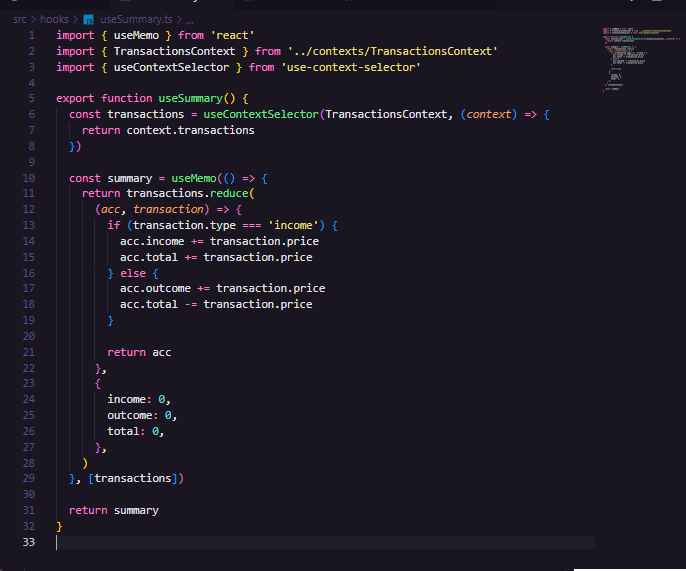 src > hooks > TS useSummary.ts > ...
1 import { useMemo } from 'react'
2 import { TransactionsContext } from '../contexts/TransactionsContext'
3 import { useContextSelector } from 'use-context-selector'
4
5 export function useSummary() {
6   const transactions = useContextSelector(TransactionsContext, (context) => {
7     return context.transactions
8   })
9
10   const summary = useMemo(() => {
11     return transactions.reduce(
12       (acc, transaction) => {
13         if (transaction.type === 'income') {
14           acc.income += transaction.price
15           acc.total += transaction.price
16         } else {
17           acc.outcome += transaction.price
18           acc.total -= transaction.price
19         }
20
21         return acc
22       },
23       {
24         income: 0,
25         outcome: 0,
26         total: 0,
27       },
28     )
29   }, [transactions])
30
31   return summary
32 }
33